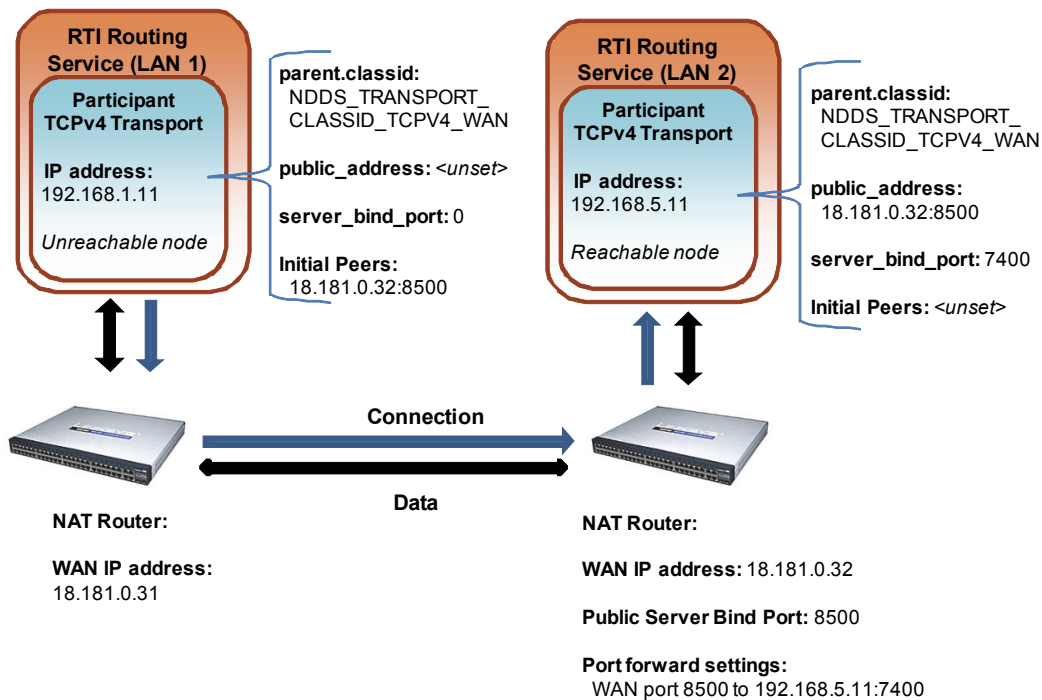 RTI Routing
Service (LAN 1)
Participant
TCPv4 Transport
IP address:
192.168.1.11
Unreachable node
parent.classid:
NDDS_TRANSPORT_
CLASSID_TCPV4_WAN
public_address: <unset>
server_bind_port: 0
Initial Peers:
18.181.0.32:8500
RTI Routing
Service (LAN 2)
Participant
TCPv4 Transport
IP address:
192.168.5.11
Reachable node
parent.classid:
NDDS_TRANSPORT_
CLASSID_TCPV4_WAN
public_address:
18.181.0.32:8500
server_bind_port: 7400
Initial Peers: <unset>
Connection
Data
NAT Router:
WAN IP address:
18.181.0.31
NAT Router:
WAN IP address: 18.181.0.32
Public Server Bind Port: 8500
Port forward settings:
WAN port 8500 to 192.168.5.11:7400